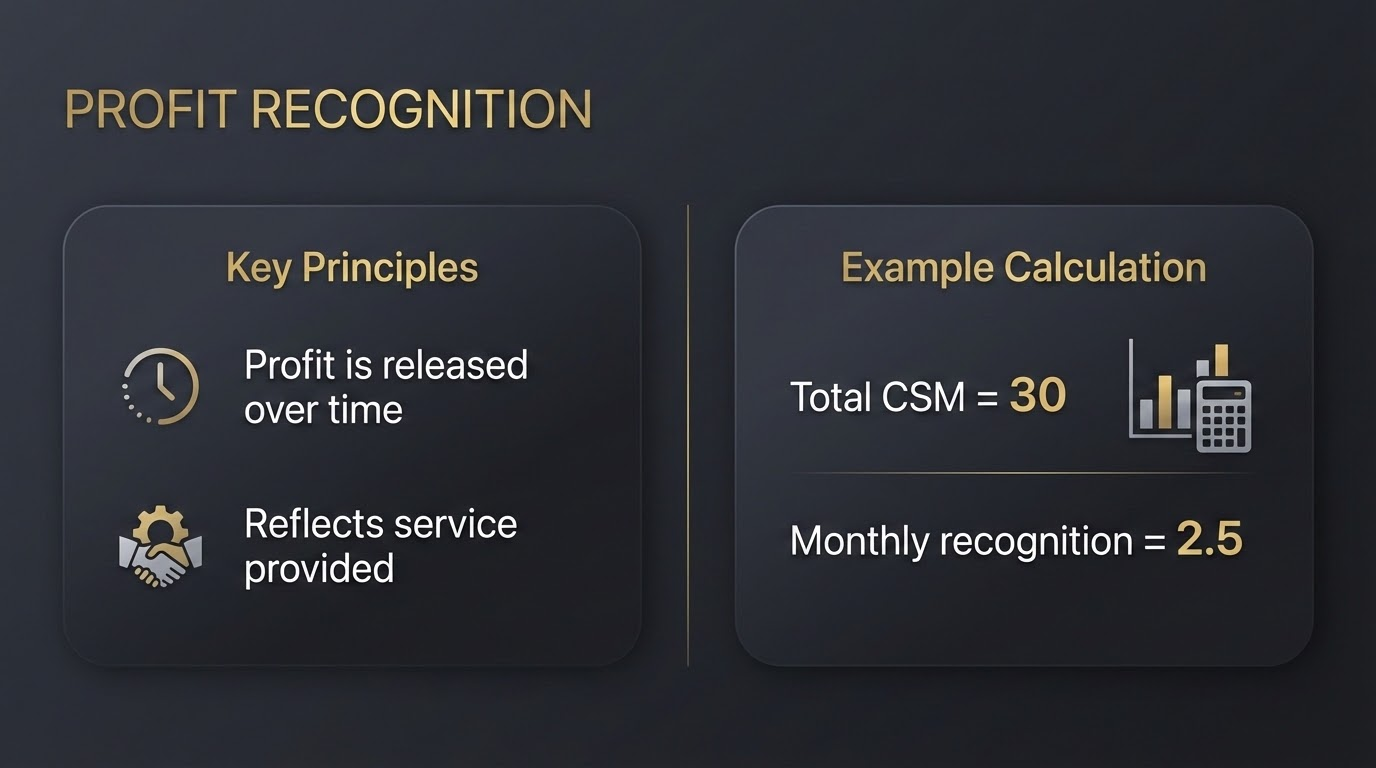 PROFIT RECOGNITION
Key Principles
Profit is released
over time
Reflects service
provided
Example Calculation
Total CSM = 30
Monthly recognition = 2.5